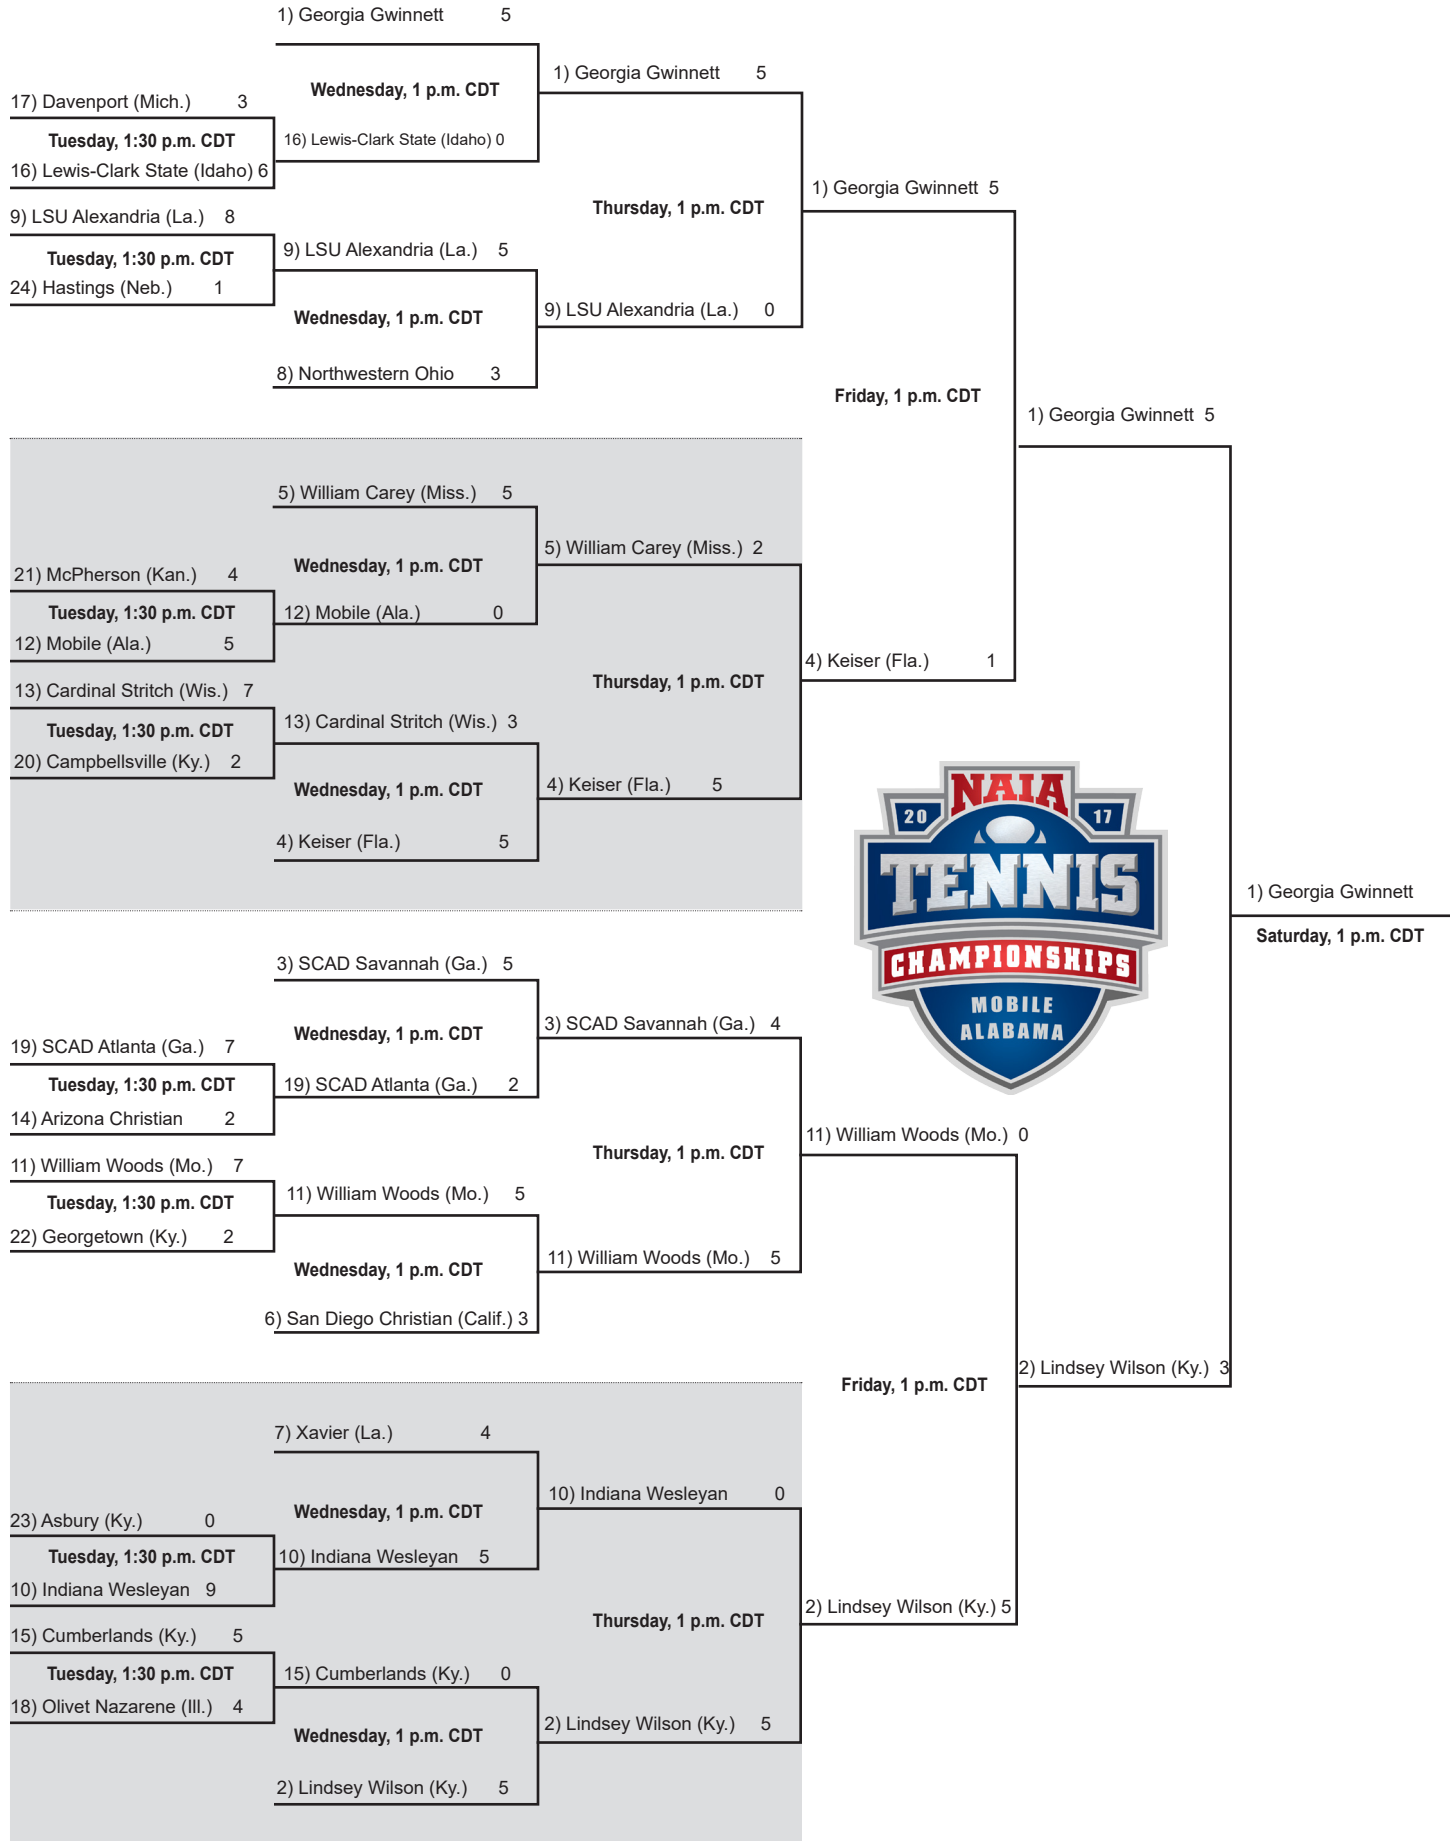 1) Georgia Gwinnett 5
Wednesday, 1 p.m. CDT
16) Lewis-Clark State (Idaho) 0
17) Davenport (Mich.) 3
Tuesday, 1:30 p.m. CDT
16) Lewis-Clark State (Idaho) 6
9) LSU Alexandria (La.) 8
Tuesday, 1:30 p.m. CDT
24) Hastings (Neb.) 1
9) LSU Alexandria (La.) 5
Wednesday, 1 p.m. CDT
8) Northwestern Ohio 3
1) Georgia Gwinnett 5
Thursday, 1 p.m. CDT
9) LSU Alexandria (La.) 0
5) William Carey (Miss.) 5
Wednesday, 1 p.m. CDT
12) Mobile (Ala.) 0
21) McPherson (Kan.) 4
Tuesday, 1:30 p.m. CDT
12) Mobile (Ala.) 5
13) Cardinal Stritch (Wis.) 7
Tuesday, 1:30 p.m. CDT
20) Campbellsville (Ky.) 2
13) Cardinal Stritch (Wis.) 3
Wednesday, 1 p.m. CDT
4) Keiser (Fla.) 5
5) William Carey (Miss.) 2
Thursday, 1 p.m. CDT
4) Keiser (Fla.) 5
1) Georgia Gwinnett 5
Friday, 1 p.m. CDT
4) Keiser (Fla.) 1
3) SCAD Savannah (Ga.) 5
Wednesday, 1 p.m. CDT
19) SCAD Atlanta (Ga.) 2
19) SCAD Atlanta (Ga.) 7
Tuesday, 1:30 p.m. CDT
14) Arizona Christian 2
11) William Woods (Mo.) 7
Tuesday, 1:30 p.m. CDT
22) Georgetown (Ky.) 2
11) William Woods (Mo.) 5
Wednesday, 1 p.m. CDT
6) San Diego Christian (Calif.) 3
3) SCAD Savannah (Ga.) 4
Thursday, 1 p.m. CDT
11) William Woods (Mo.) 5
7) Xavier (La.) 4
Wednesday, 1 p.m. CDT
10) Indiana Wesleyan 5
23) Asbury (Ky.) 0
Tuesday, 1:30 p.m. CDT
10) Indiana Wesleyan 9
15) Cumberlands (Ky.) 5
Tuesday, 1:30 p.m. CDT
18) Olivet Nazarene (Ill.) 4
15) Cumberlands (Ky.) 0
Wednesday, 1 p.m. CDT
2) Lindsey Wilson (Ky.) 5
10) Indiana Wesleyan 0
Thursday, 1 p.m. CDT
2) Lindsey Wilson (Ky.) 5
11) William Woods (Mo.) 0
Friday, 1 p.m. CDT
2) Lindsey Wilson (Ky.) 5
1) Georgia Gwinnett 5
2) Lindsey Wilson (Ky.) 3
1) Georgia Gwinnett
Saturday, 1 p.m. CDT
NAIA
20 17
TENNIS
CHAMPIONSHIPS
MOBILE
ALABAMA